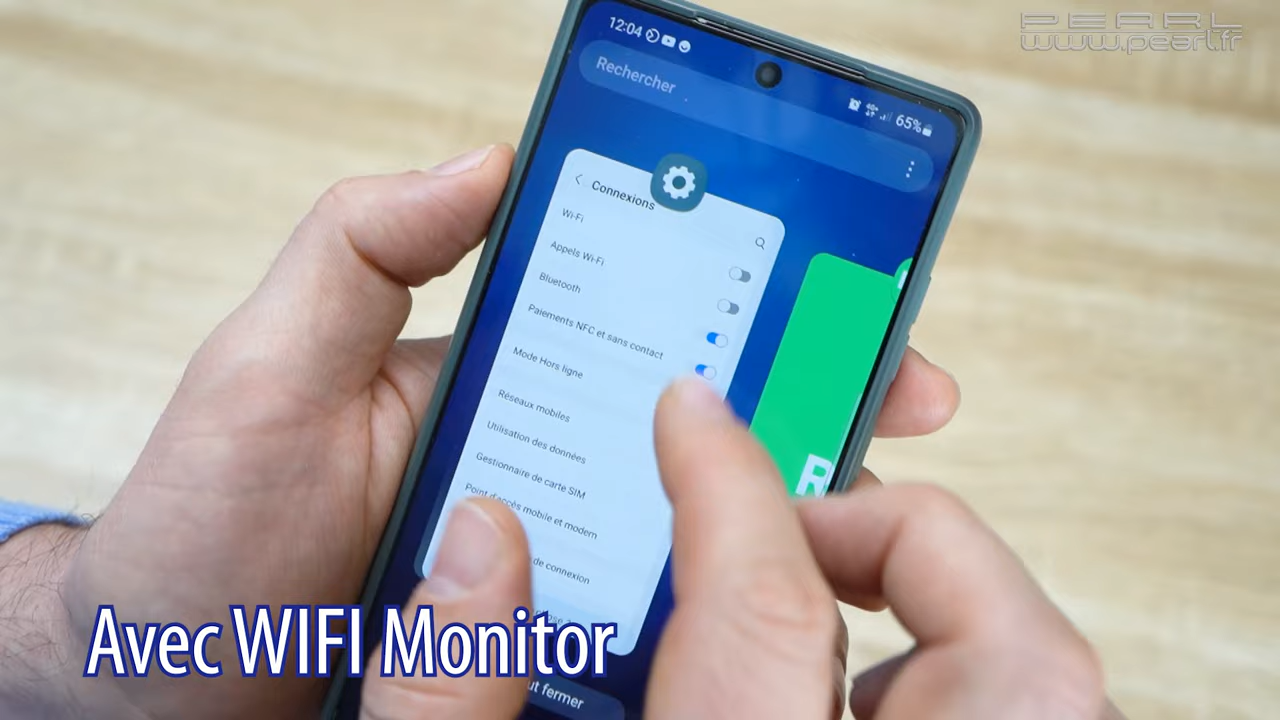 PEARL
www.pearl.fr
12:04
65%
Rechercher
Connexions
Wi-Fi
Appels Wi-Fi
Bluetooth
Paiements NFC et sans contact
Mode Hors ligne
Réseaux mobiles
Utilisation des données
Gestionnaire de carte SIM
Point d'accès mobile et modem
de connexion
R
Avec WIFI Monitor
ut fermer